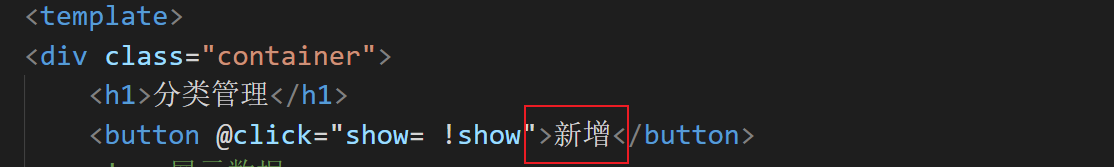 <template>
<div class="container">
<h1>分类管理</h1>
<button @click="show= !show">新增</button>